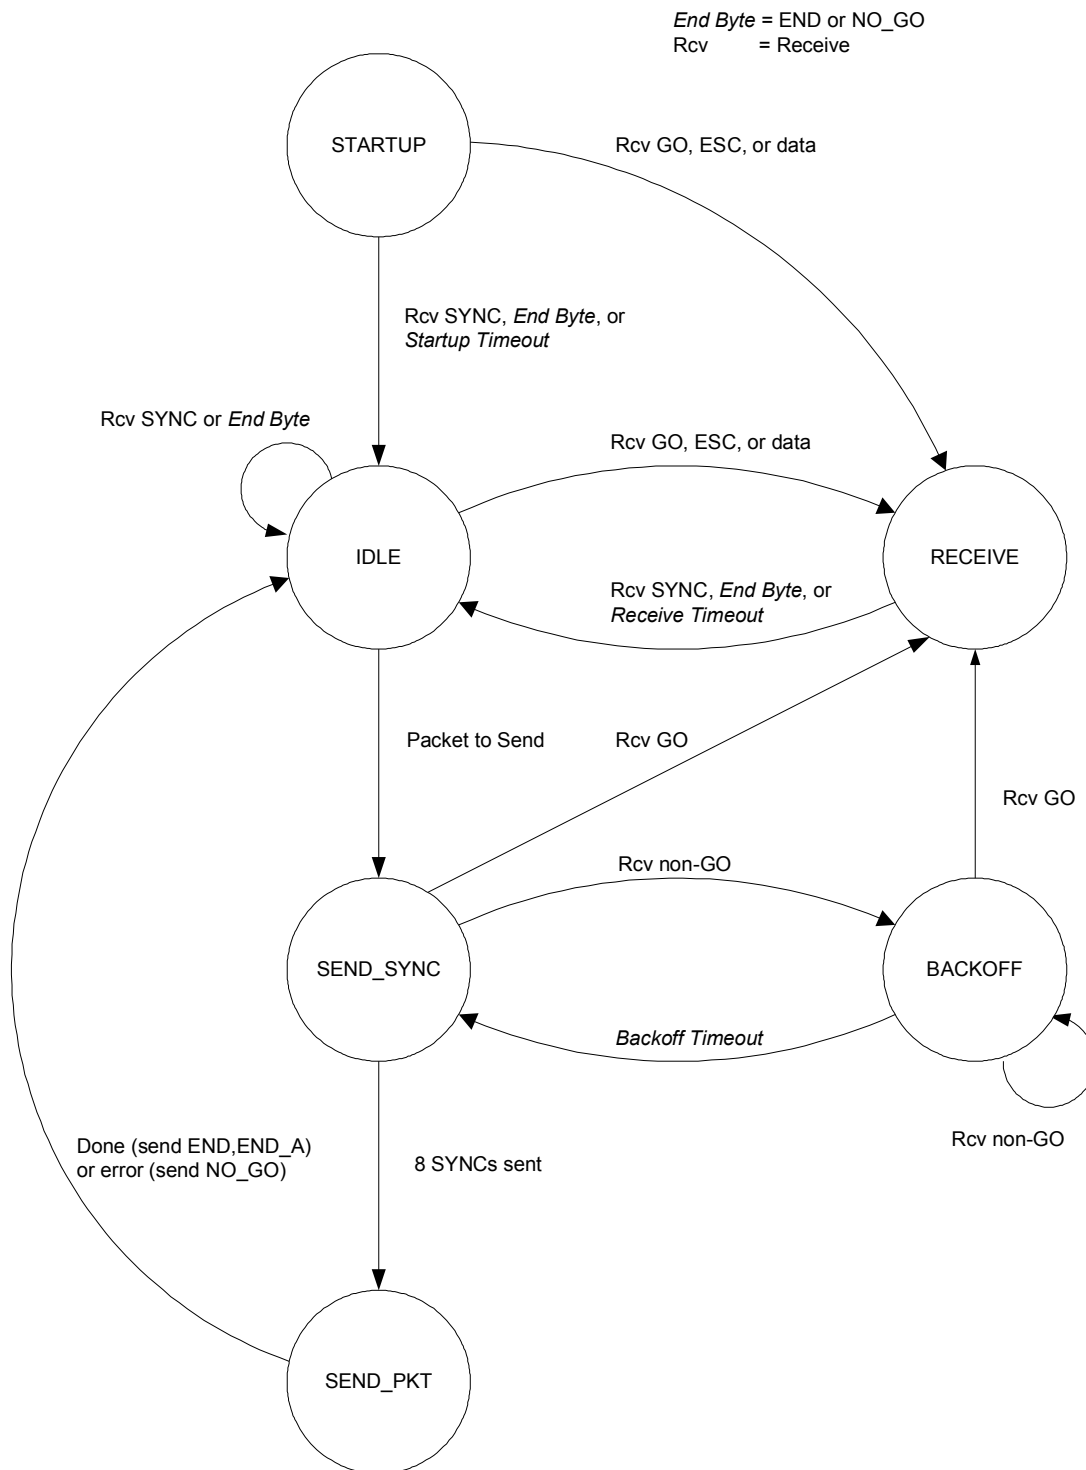 End Byte = END or NO_GO
Rcv = Receive
STARTUP
Rcv GO, ESC, or data
Rcv SYNC, End Byte, or
Startup Timeout
Rcv SYNC or End Byte
Rcv GO, ESC, or data
IDLE
RECEIVE
Rcv SYNC, End Byte, or
Receive Timeout
Packet to Send
Rcv GO
Rcv GO
Rcv non-GO
SEND_SYNC
BACKOFF
Backoff Timeout
Rcv non-GO
Done (send END,END_A)
or error (send NO_GO)
8 SYNCs sent
SEND_PKT